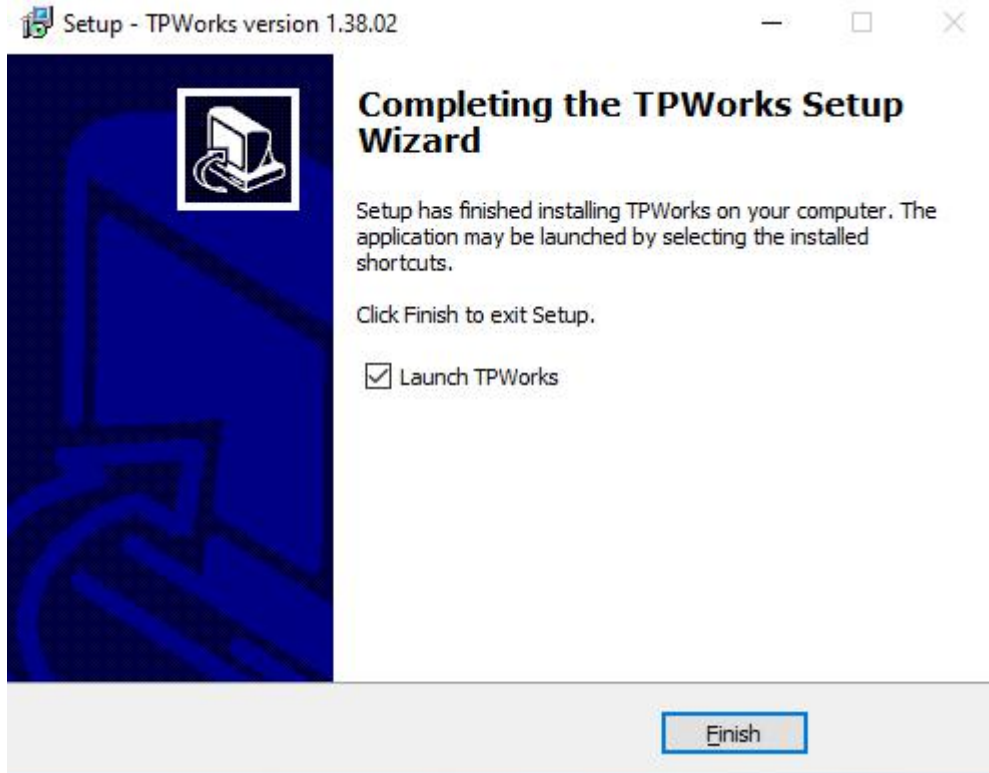 Setup - TPWorks version 1.38.02
Completing the TPWorks Setup
Wizard
Setup has finished installing TPWorks on your computer. The
application may be launched by selecting the installed
shortcuts.
Click Finish to exit Setup.
Launch TPWorks
Finish